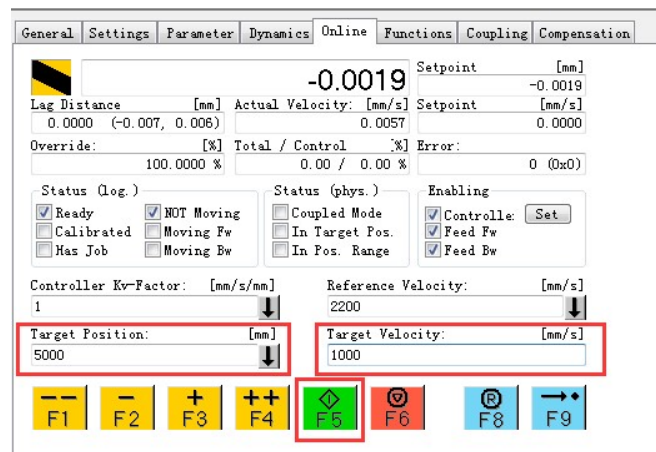 General Settings Parameter Dynamics Online Functions Coupling Compensation
-0.0019 Setpoint [mm]
-0.0019
Lag Distance [mm] Actual Velocity: [mm/s] Setpoint [mm/s]
0.0000 (-0.007, 0.006) 0.0057 0.0000
Override: [%] Total / Control [%] Error:
100.0000 % 0.00 / 0.00 % 0 (0x0)
Status (log.) Status (phys.) Enabling
Ready NOT Moving Coupled Mode Controlle: Set
Calibrated Moving Fw In Target Pos. Feed Fw
Has Job Moving Bw In Pos. Range Feed Bw
Controller Kv-Factor: [mm/s/mm] Reference Velocity: [mm/s]
1 2200
Target Position: [mm] Target Velocity: [mm/s]
5000 1000
-- - + ++ R
F1 F2 F3 F4 F5 F6 F8 F9